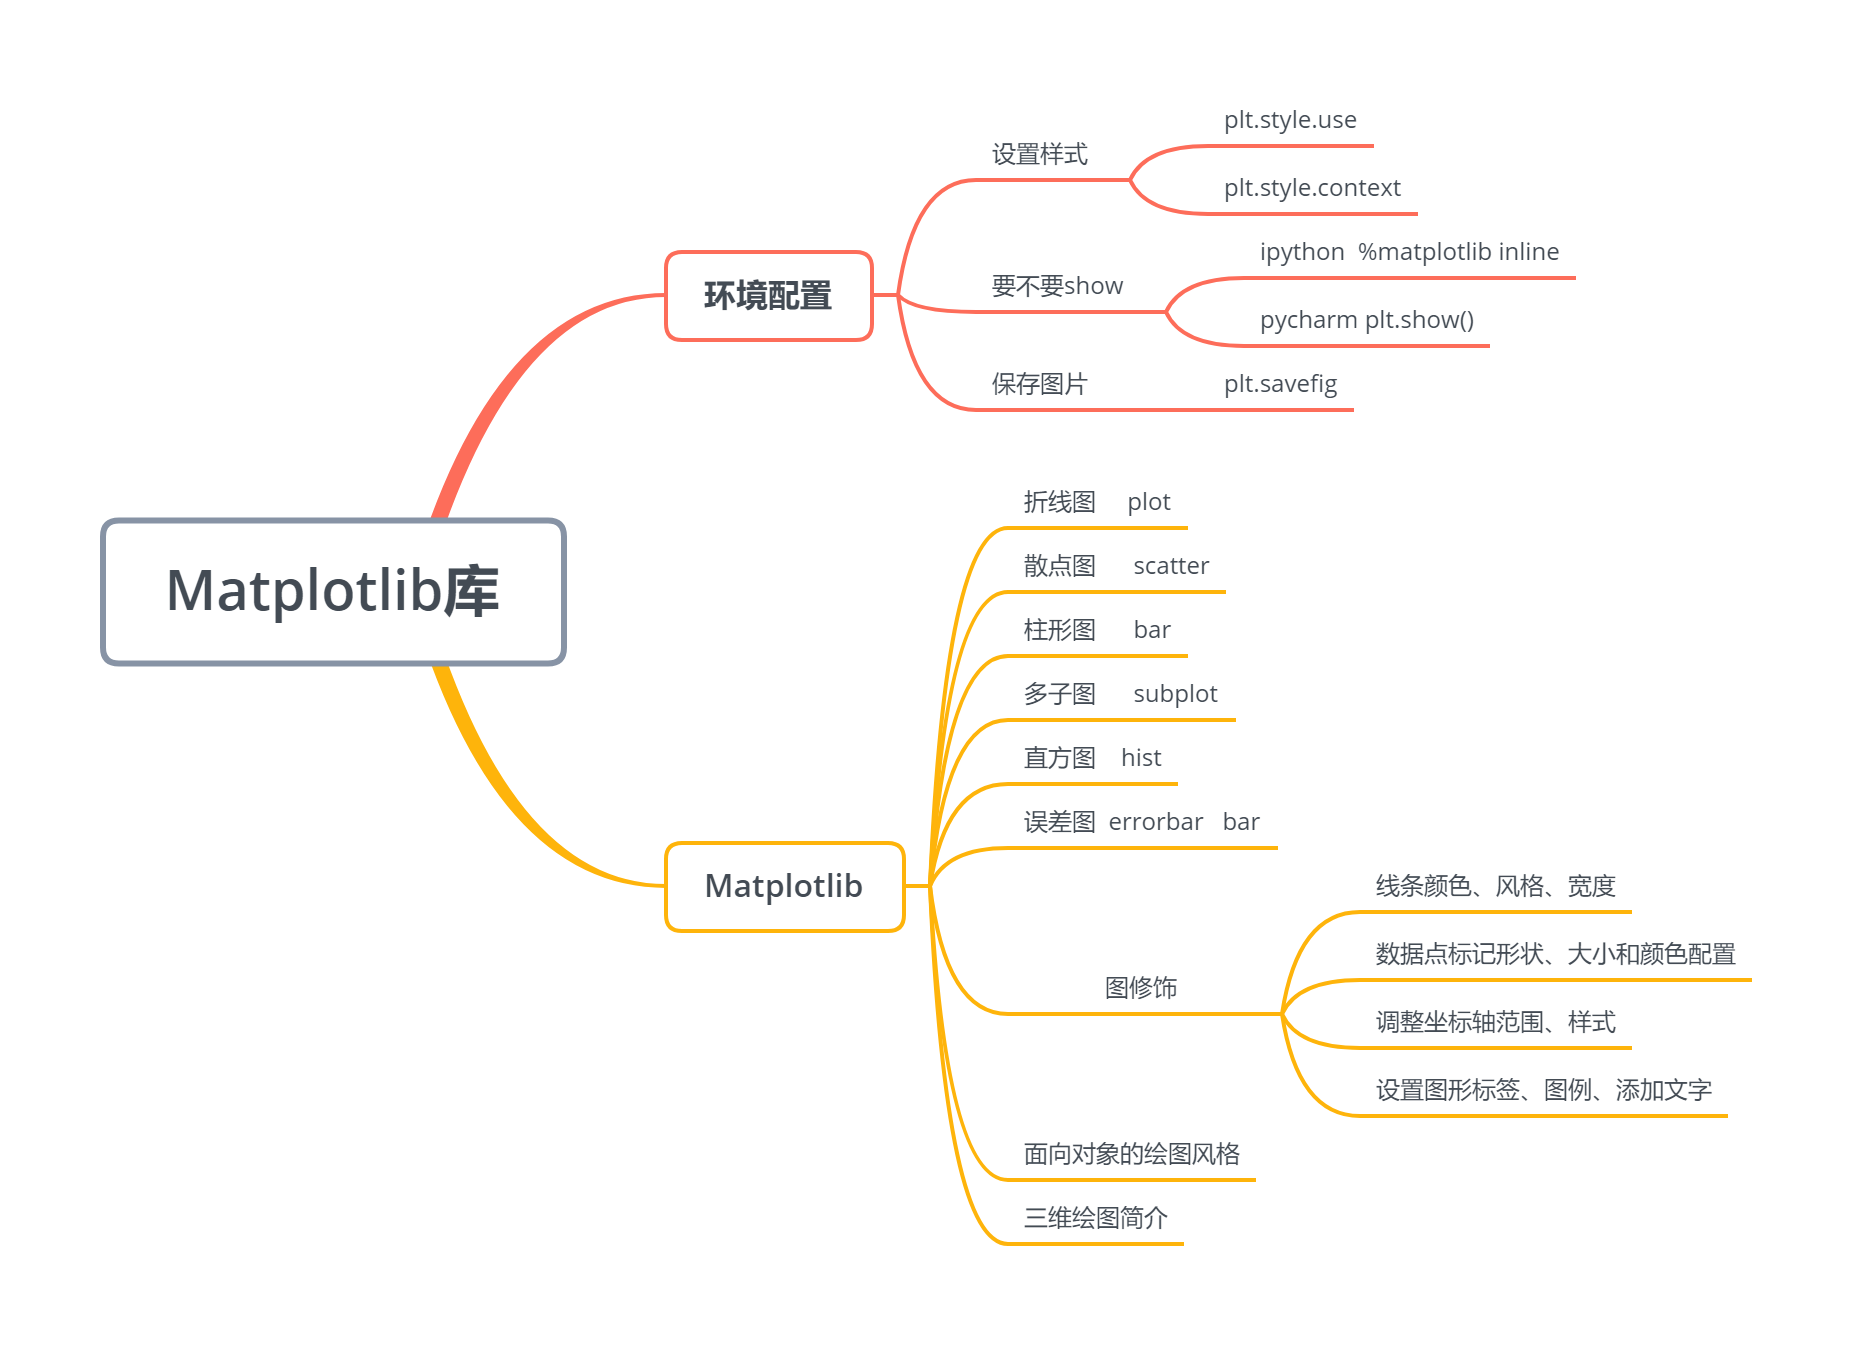 Matplotlib库
环境配置
设置样式
plt.style.use
plt.style.context
要不要show
ipython  %matplotlib inline
pycharm plt.show()
保存图片
plt.savefig
Matplotlib
折线图     plot
散点图      scatter
柱形图      bar
多子图      subplot
直方图    hist
误差图  errorbar   bar
图修饰
线条颜色、风格、宽度
数据点标记形状、大小和颜色配置
调整坐标轴范围、样式
设置图形标签、图例、添加文字
面向对象的绘图风格
三维绘图简介